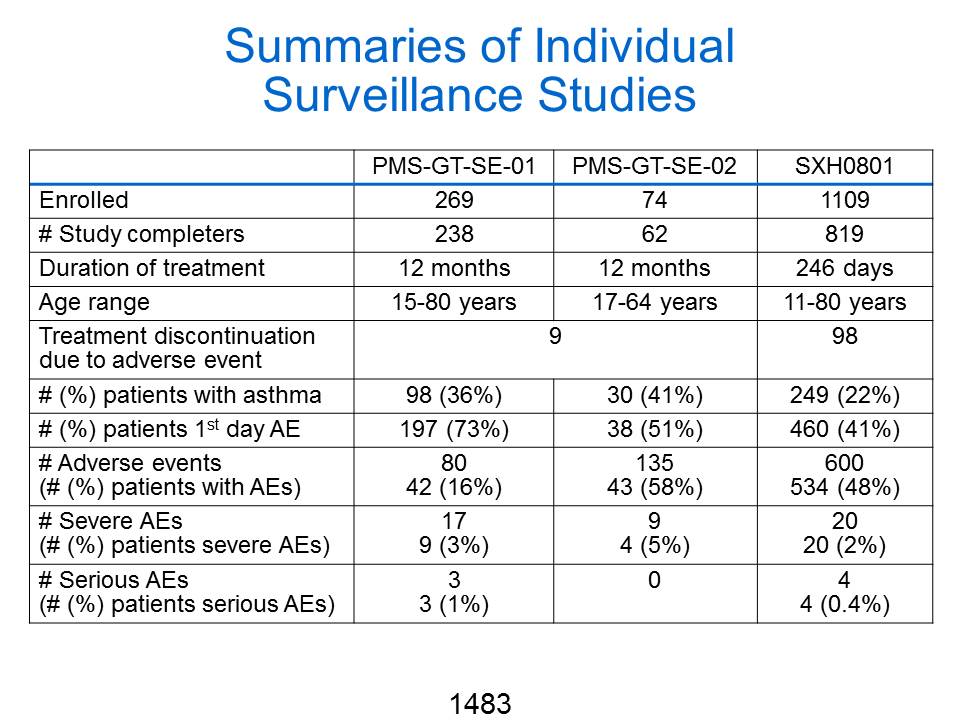 Summaries of Individual
Surveillance Studies
PMS-GT-SE-01 PMS-GT-SE-02 SXH0801
Enrolled 269 74 1109
# Study completers 238 62 819
Duration of treatment 12 months 12 months 246 days
Age range 15-80 years 17-64 years 11-80 years
Treatment discontinuation 9 98
due to adverse event
# (%) patients with asthma 98 (36%) 30 (41%) 249 (22%)
# (%) patients 1st day AE 197 (73%) 38 (51%) 460 (41%)
# Adverse events 80 135 600
(# (%) patients with AEs) 42 (16%) 43 (58%) 534 (48%)
# Severe AEs 17 9 20
(# (%) patients severe AEs) 9 (3%) 4 (5%) 20 (2%)
# Serious AEs 3 0 4
(# (%) patients serious AEs) 3 (1%) 4 (0.4%)
1483